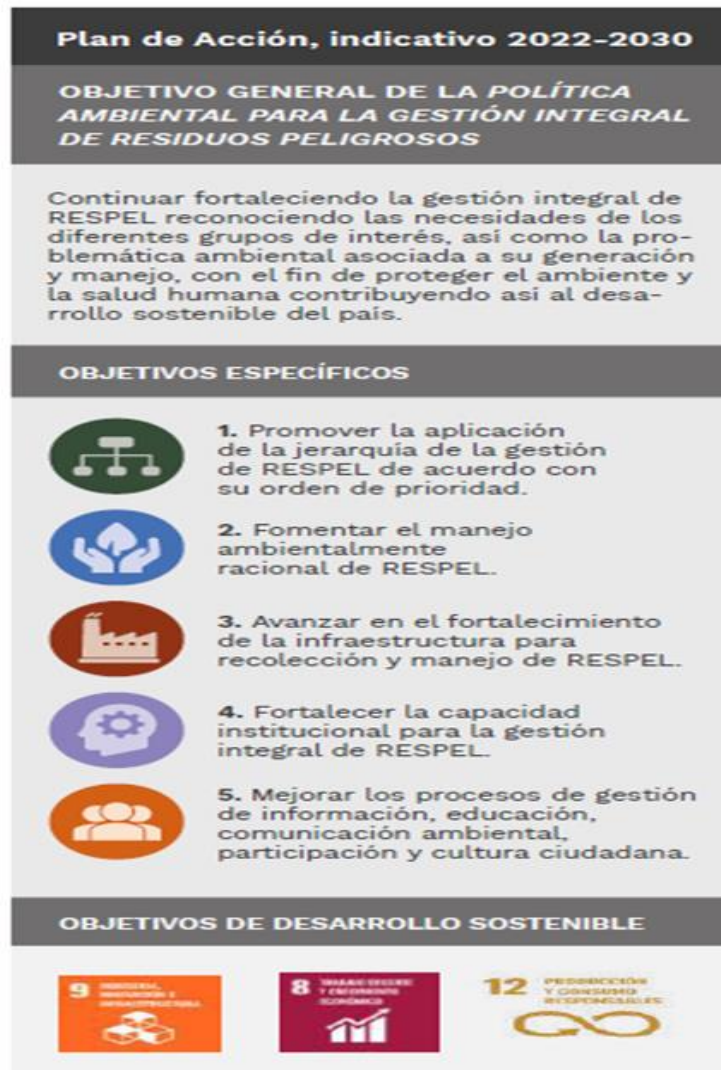 Plan de Acción, indicativo 2022-2030
OBJETIVO GENERAL DE LA POLÍTICA
AMBIENTAL PARA LA GESTIÓN INTEGRAL
DE RESIDUOS PELIGROSOS
Continuar fortaleciendo la gestión integral de
RESPEL reconociendo las necesidades de los
diferentes grupos de interés, así como la pro-
blemática ambiental asociada a su generación
y manejo, con el fin de proteger el ambiente y
la salud humana contribuyendo así al desa-
rrollo sostenible del país.
OBJETIVOS ESPECÍFICOS
1. Promover la aplicación
de la jerarquía de la gestión
de RESPEL de acuerdo con
su orden de prioridad.
2. Fomentar el manejo
ambientalmente
racional de RESPEL.
3. Avanzar en el fortalecimiento
de la infraestructura para
recolección y manejo de RESPEL.
4. Fortalecer la capacidad
institucional para la gestión
integral de RESPEL.
5. Mejorar los procesos de gestión
de información, educación,
comunicación ambiental,
participación y cultura ciudadana.
OBJETIVOS DE DESARROLLO SOSTENIBLE
9 INDUSTRIA,
INNOVACIÓN E
INFRAESTRUCTURA
8 TRABAJO DECENTE
Y CRECIMIENTO
ECONÓMICO
12 PRODUCCIÓN
Y CONSUMO
RESPONSABLES